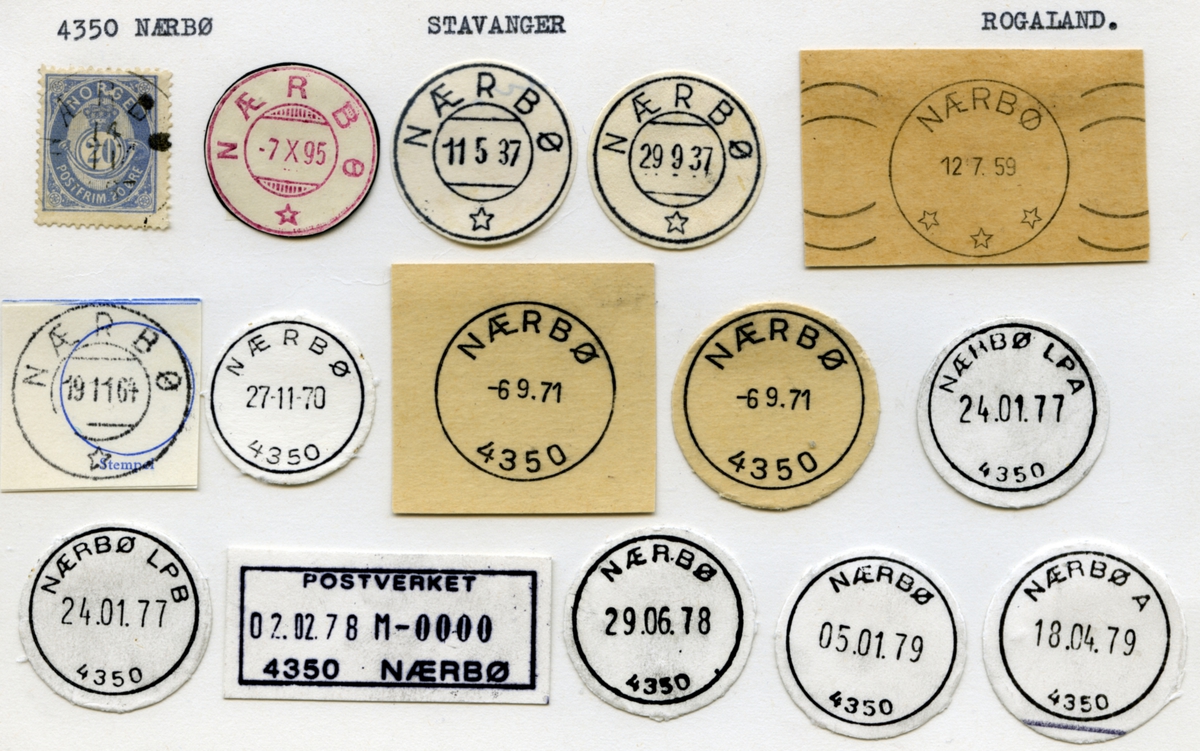 4350 NÆRBØ STAVANGER ROGALAND.
NORGE
20
POSTFRIM. 20 ØRE
NÆRBØ
-7 X 95
NÆRBØ
11 5 37
NÆRBØ
29 9 37
NÆRBØ
12 7. 59
NÆRBØ
19 11 64
Stempel
NÆRBØ
27-11-70
4350
NÆRBØ
-6 9.71
4350
NÆRBØ
-6 9.71
4350
NÆRBØ LPA
24.01.77
4350
NÆRBØ LPB
24.01.77
4350
POSTVERKET
02.02.78 M-0000
4350 NÆRBØ
NÆRBØ
29.06.78
4350
NÆRBØ
05.01.79
4350
NÆRBØ A
18.04.79
4350